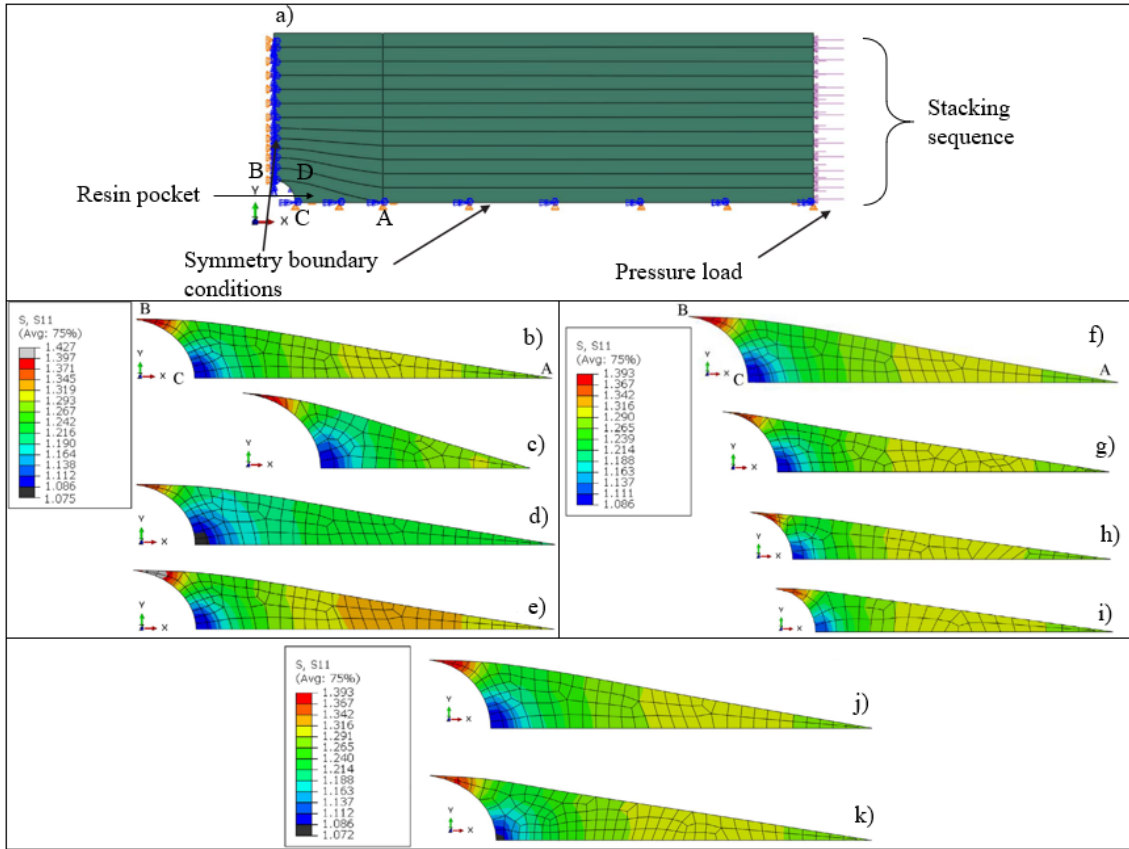 a)
Stacking
sequence
B
D
Resin pocket
Y
X
C
A
Symmetry boundary
conditions
Pressure load
S, S11
(Avg: 75%)
1.427
1.397
1.371
1.345
1.319
1.293
1.267
1.242
1.216
1.190
1.164
1.138
1.112
1.086
1.075
B
b)
A
Y
X
C
c)
Y
X
d)
Y
X
e)
Y
X
S, S11
(Avg: 75%)
1.393
1.367
1.342
1.316
1.290
1.265
1.239
1.214
1.188
1.163
1.137
1.111
1.086
B
f)
A
Y
X
C
g)
Y
X
h)
Y
X
i)
Y
X
S, S11
(Avg: 75%)
1.393
1.367
1.342
1.316
1.291
1.265
1.240
1.214
1.188
1.163
1.137
1.112
1.086
1.072
j)
Y
X
k)
Y
X